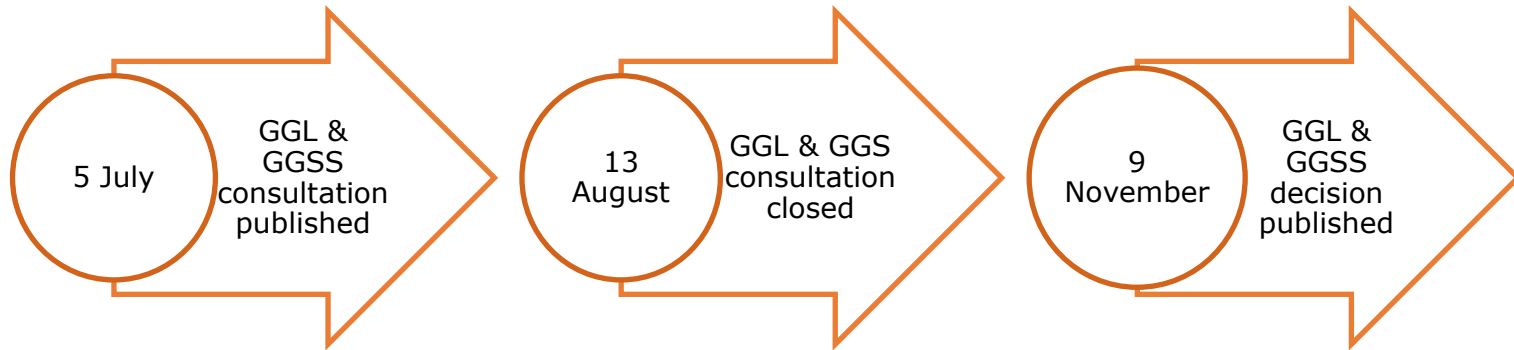 5 July
GGL &
GGSS
consultation
published
13
August
GGL & GGS
consultation
closed
9
November
GGL &
GGSS
decision
published